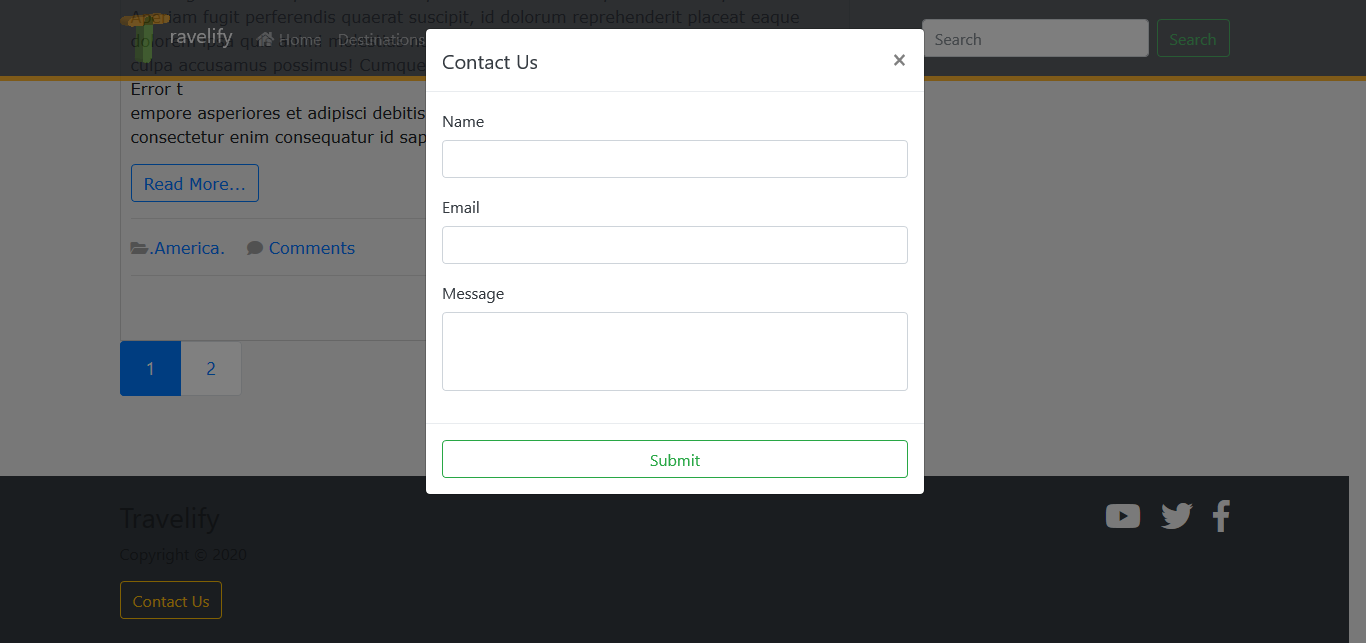 Aperiam fugit perferendis quaerat suscipit, id dolorum reprehenderit placeat eaque
ravelify Home Destinations
Search
Search
culpa accusamus possimus! Cumque
Error t
empore asperiores et adipisci debitis
consectetur enim consequatur id sap
Read More...
.America. Comments
1 2
Contact Us ×
Name
Email
Message
Submit
Travelify
Copyright © 2020
Contact Us